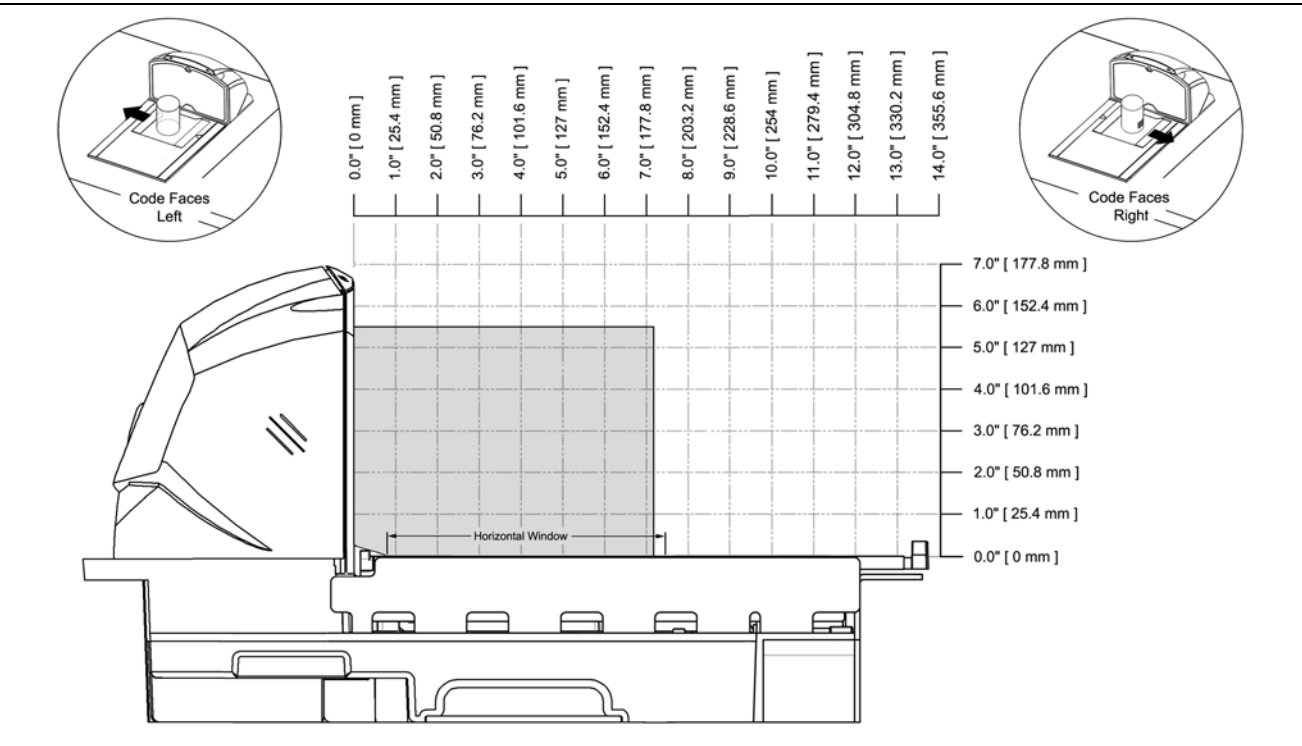 Code Faces
Left
0.0" [ 0 mm ]
1.0" [ 25.4 mm ]
2.0" [ 50.8 mm ]
3.0" [ 76.2 mm ]
4.0" [ 101.6 mm ]
5.0" [ 127 mm ]
6.0" [ 152.4 mm ]
7.0" [ 177.8 mm ]
8.0" [ 203.2 mm ]
9.0" [ 228.6 mm ]
10.0" [ 254 mm ]
11.0" [ 279.4 mm ]
12.0" [ 304.8 mm ]
13.0" [ 330.2 mm ]
14.0" [ 355.6 mm ]
Code Faces
Right
7.0" [ 177.8 mm ]
6.0" [ 152.4 mm ]
5.0" [ 127 mm ]
4.0" [ 101.6 mm ]
3.0" [ 76.2 mm ]
2.0" [ 50.8 mm ]
1.0" [ 25.4 mm ]
0.0" [ 0 mm ]
Horizontal Window